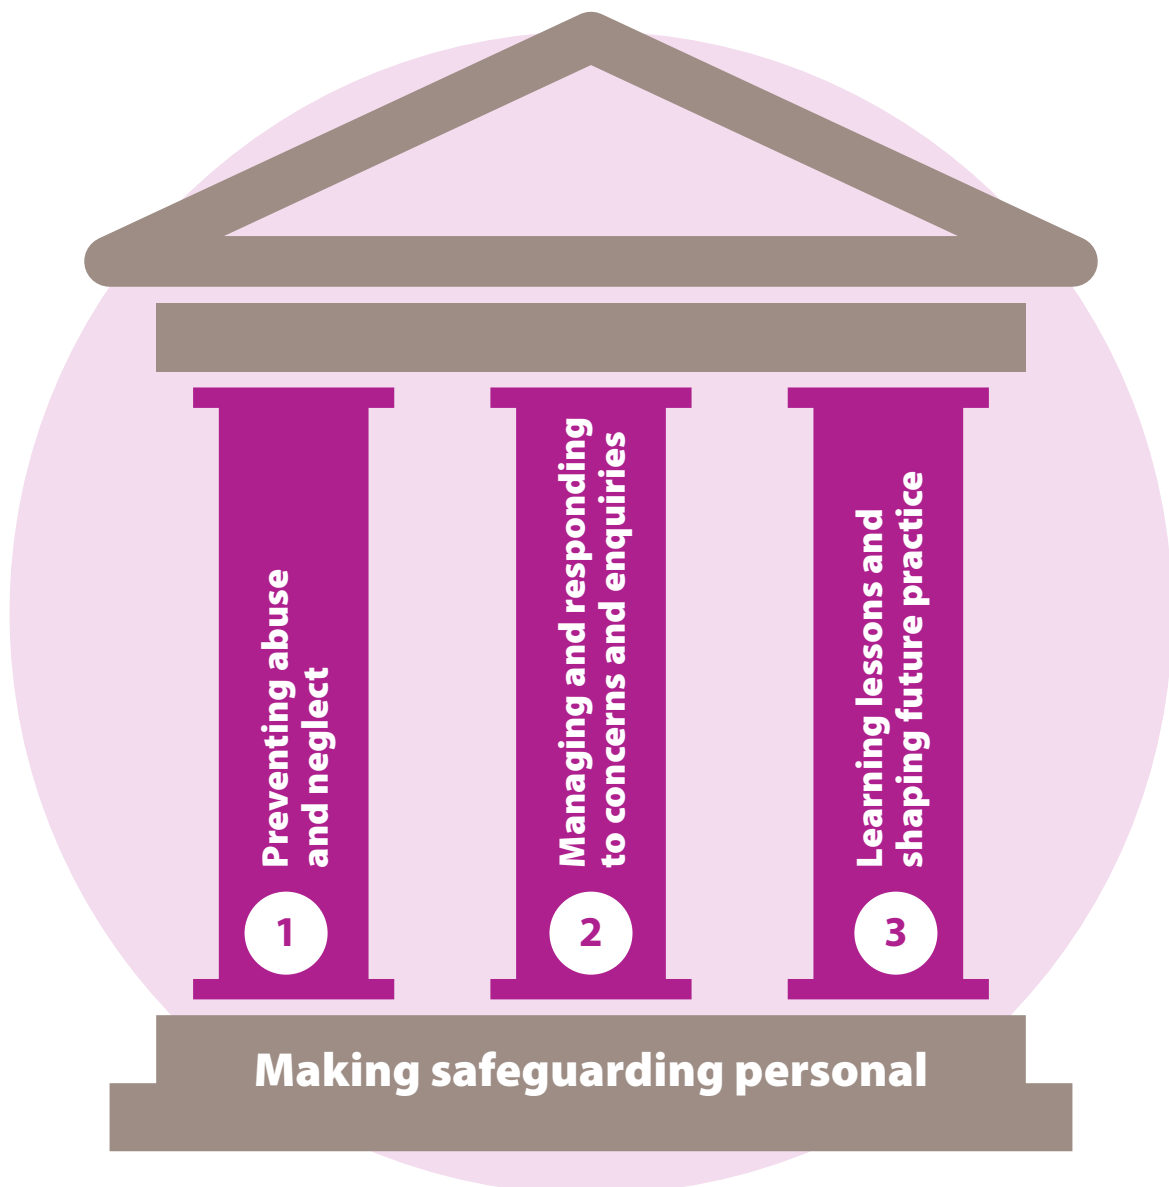 Preventing abuse
and neglect
1
Managing and responding
to concerns and enquiries
2
Learning lessons and
shaping future practice
3
Making safeguarding personal